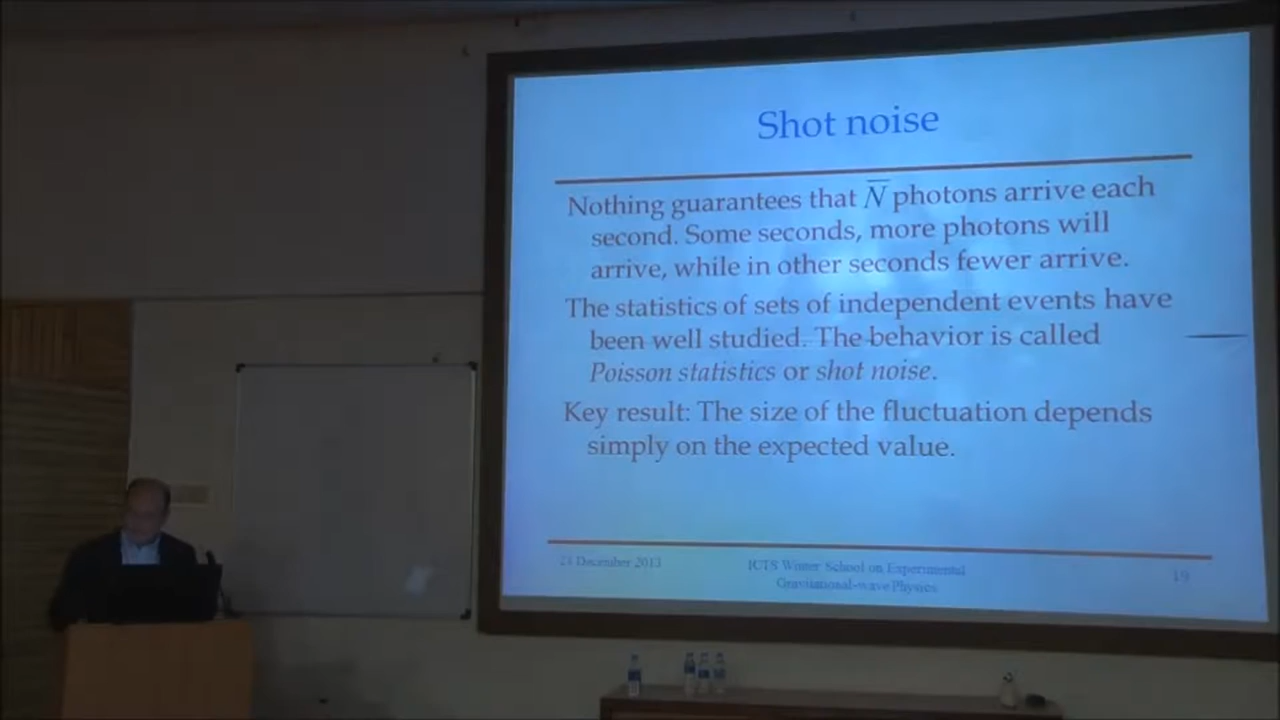 Shot noise
Nothing guarantees that N̅ photons arrive each
second. Some seconds, more photons will
arrive, while in other seconds fewer arrive.
The statistics of sets of independent events have
been well studied. The behavior is called
Poisson statistics or shot noise.
Key result: The size of the fluctuation depends
simply on the expected value.
23 December 2013
ICTS Winter School on Experimental
Gravitational-wave Physics
19